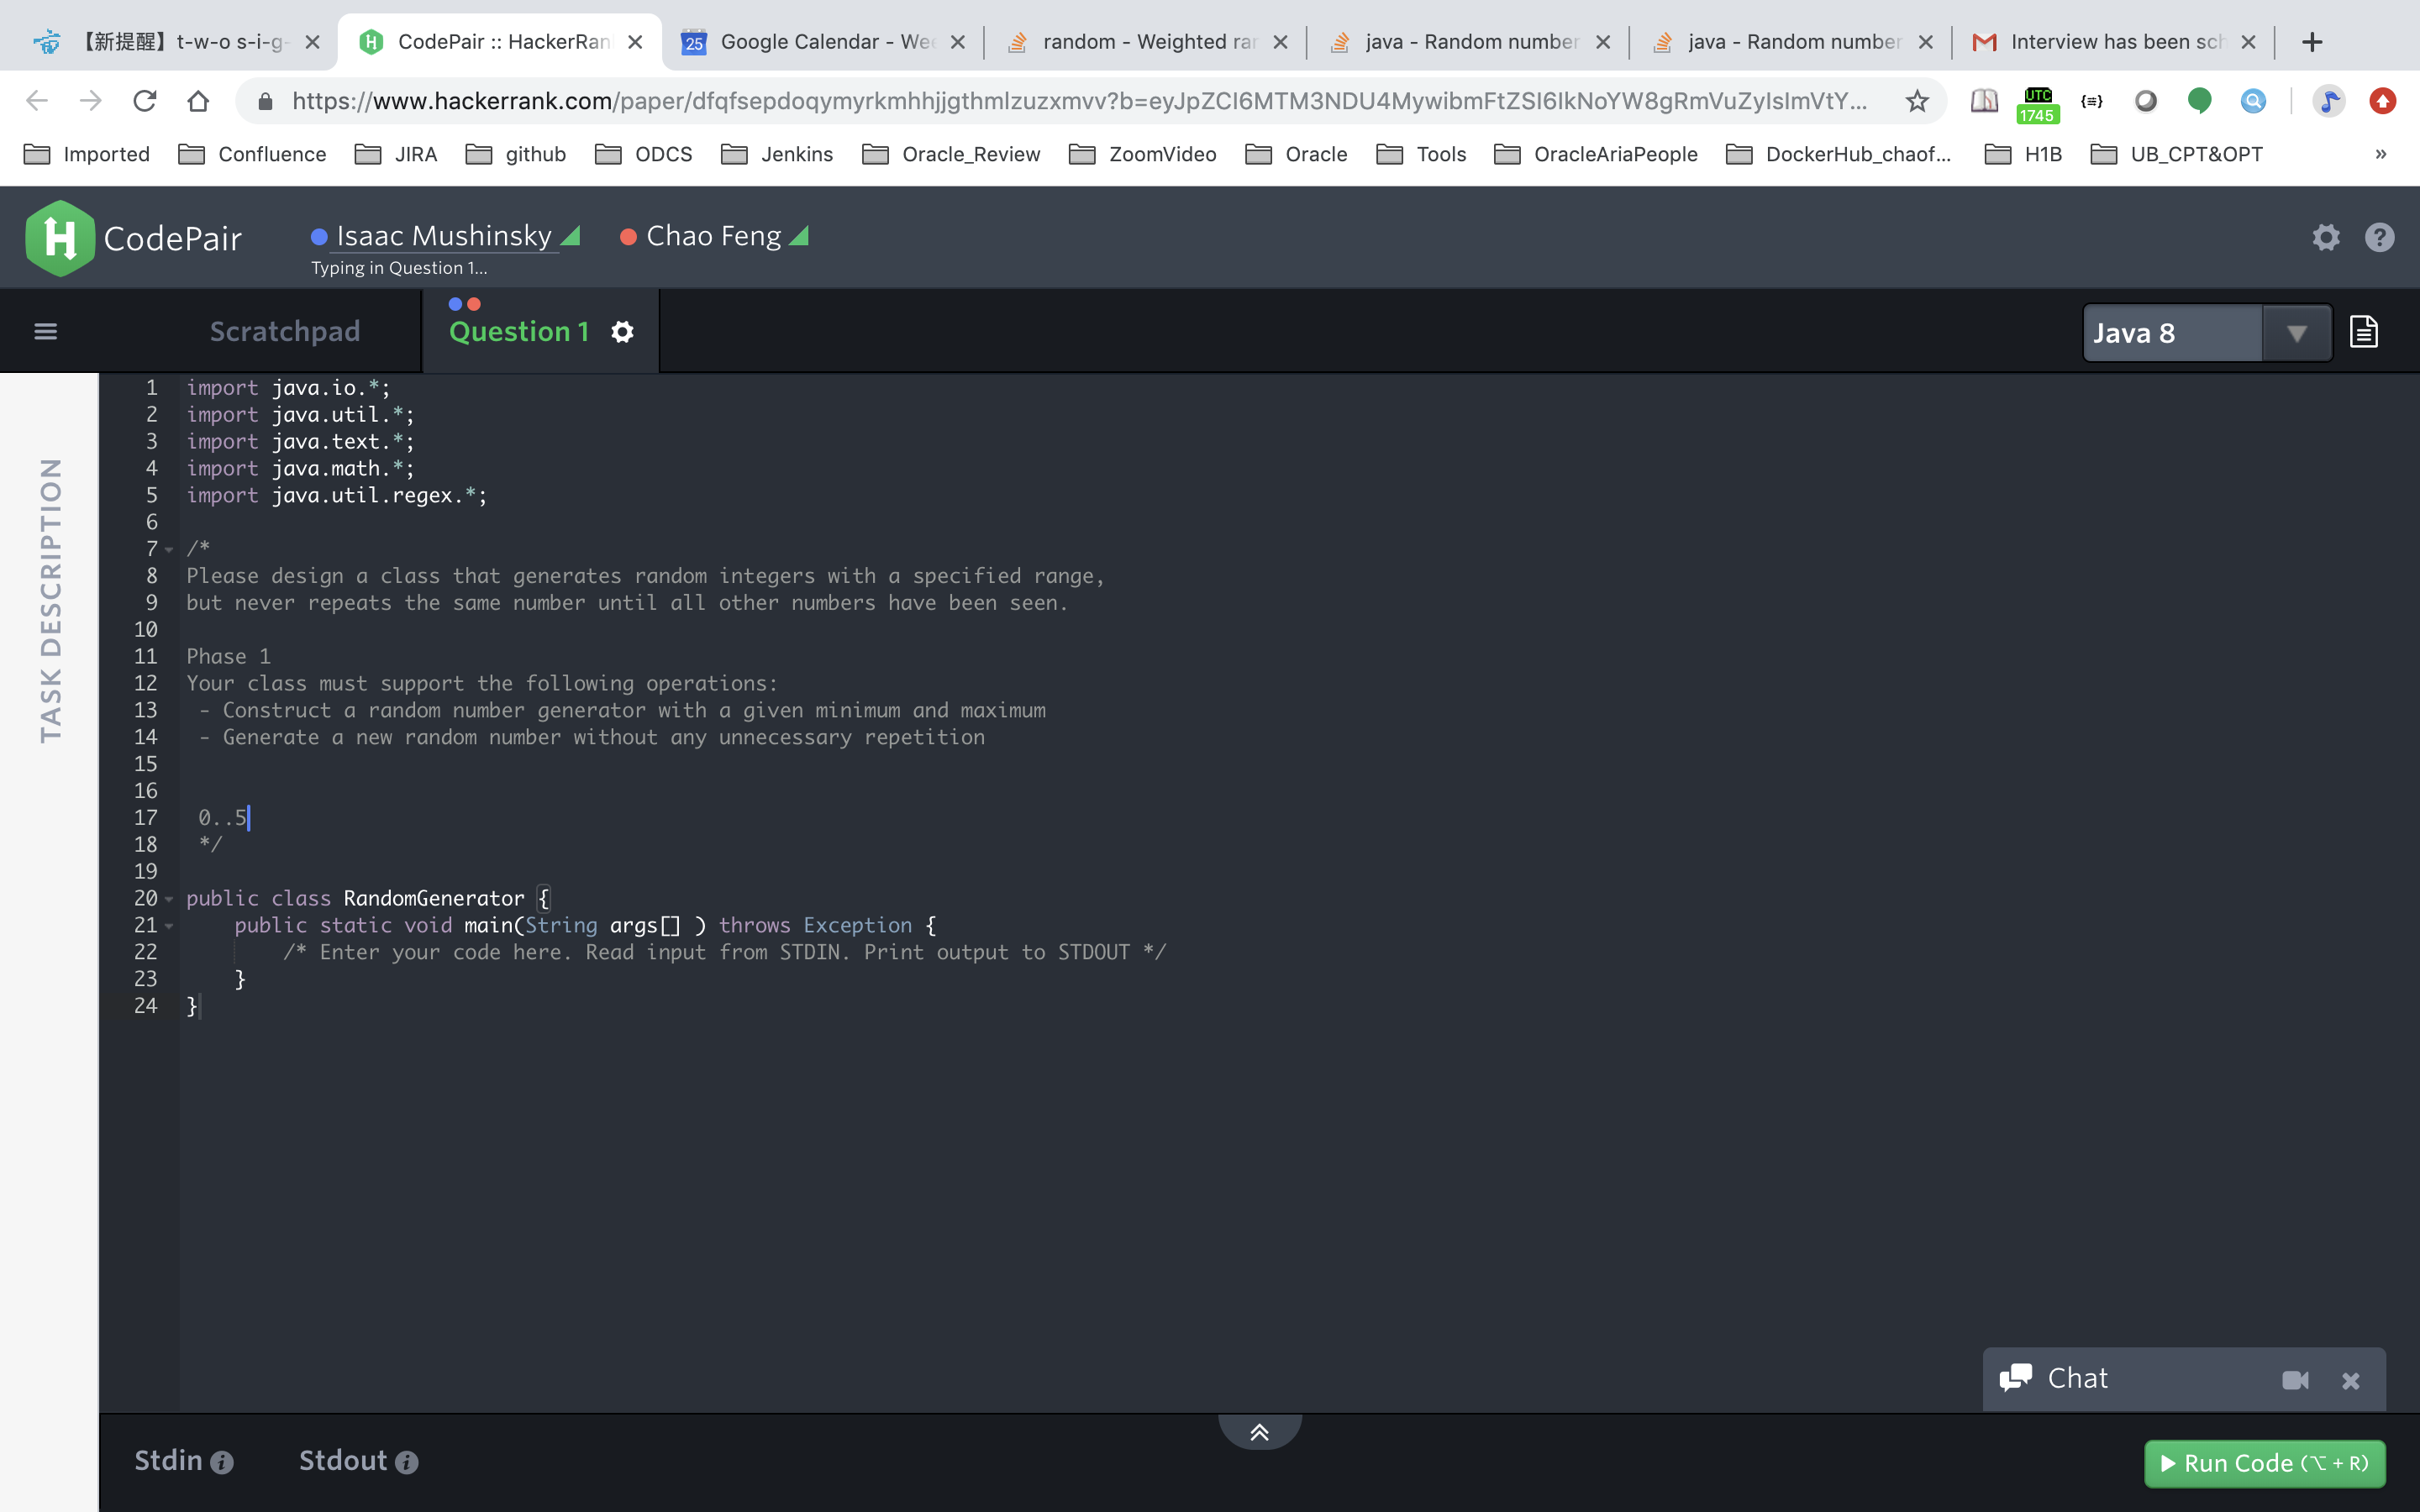 【新提醒】t-w-o s-i-g-
CodePair :: HackerRan
25
Google Calendar - Wee
random - Weighted ran
java - Random number
java - Random number
Interview has been sch
https://www.hackerrank.com/paper/dfqfsepdoqymyrkmhhjjgthmlzuzxmvv?b=eyJpZCI6MTM3NDU4MywibmFtZSI6IkNoYW8gRmVuZyIsImVtY...
UTC
1745
Imported
Confluence
JIRA
github
ODCS
Jenkins
Oracle_Review
ZoomVideo
Oracle
Tools
OracleAriaPeople
DockerHub_chaof...
H1B
UB_CPT&OPT
»
H
CodePair
Isaac Mushinsky
Chao Feng
Typing in Question 1...
Scratchpad
Question 1
Java 8
TASK DESCRIPTION
1 import java.io.*;
2 import java.util.*;
3 import java.text.*;
4 import java.math.*;
5 import java.util.regex.*;
6
7 /*
8 Please design a class that generates random integers with a specified range,
9 but never repeats the same number until all other numbers have been seen.
10
11 Phase 1
12 Your class must support the following operations:
13 - Construct a random number generator with a given minimum and maximum
14 - Generate a new random number without any unnecessary repetition
15
16
17 0..5
18 */
19
20 public class RandomGenerator {
21 public static void main(String args[] ) throws Exception {
22 /* Enter your code here. Read input from STDIN. Print output to STDOUT */
23 }
24 }
Chat
Stdin
Stdout
Run Code (⌥ + R)